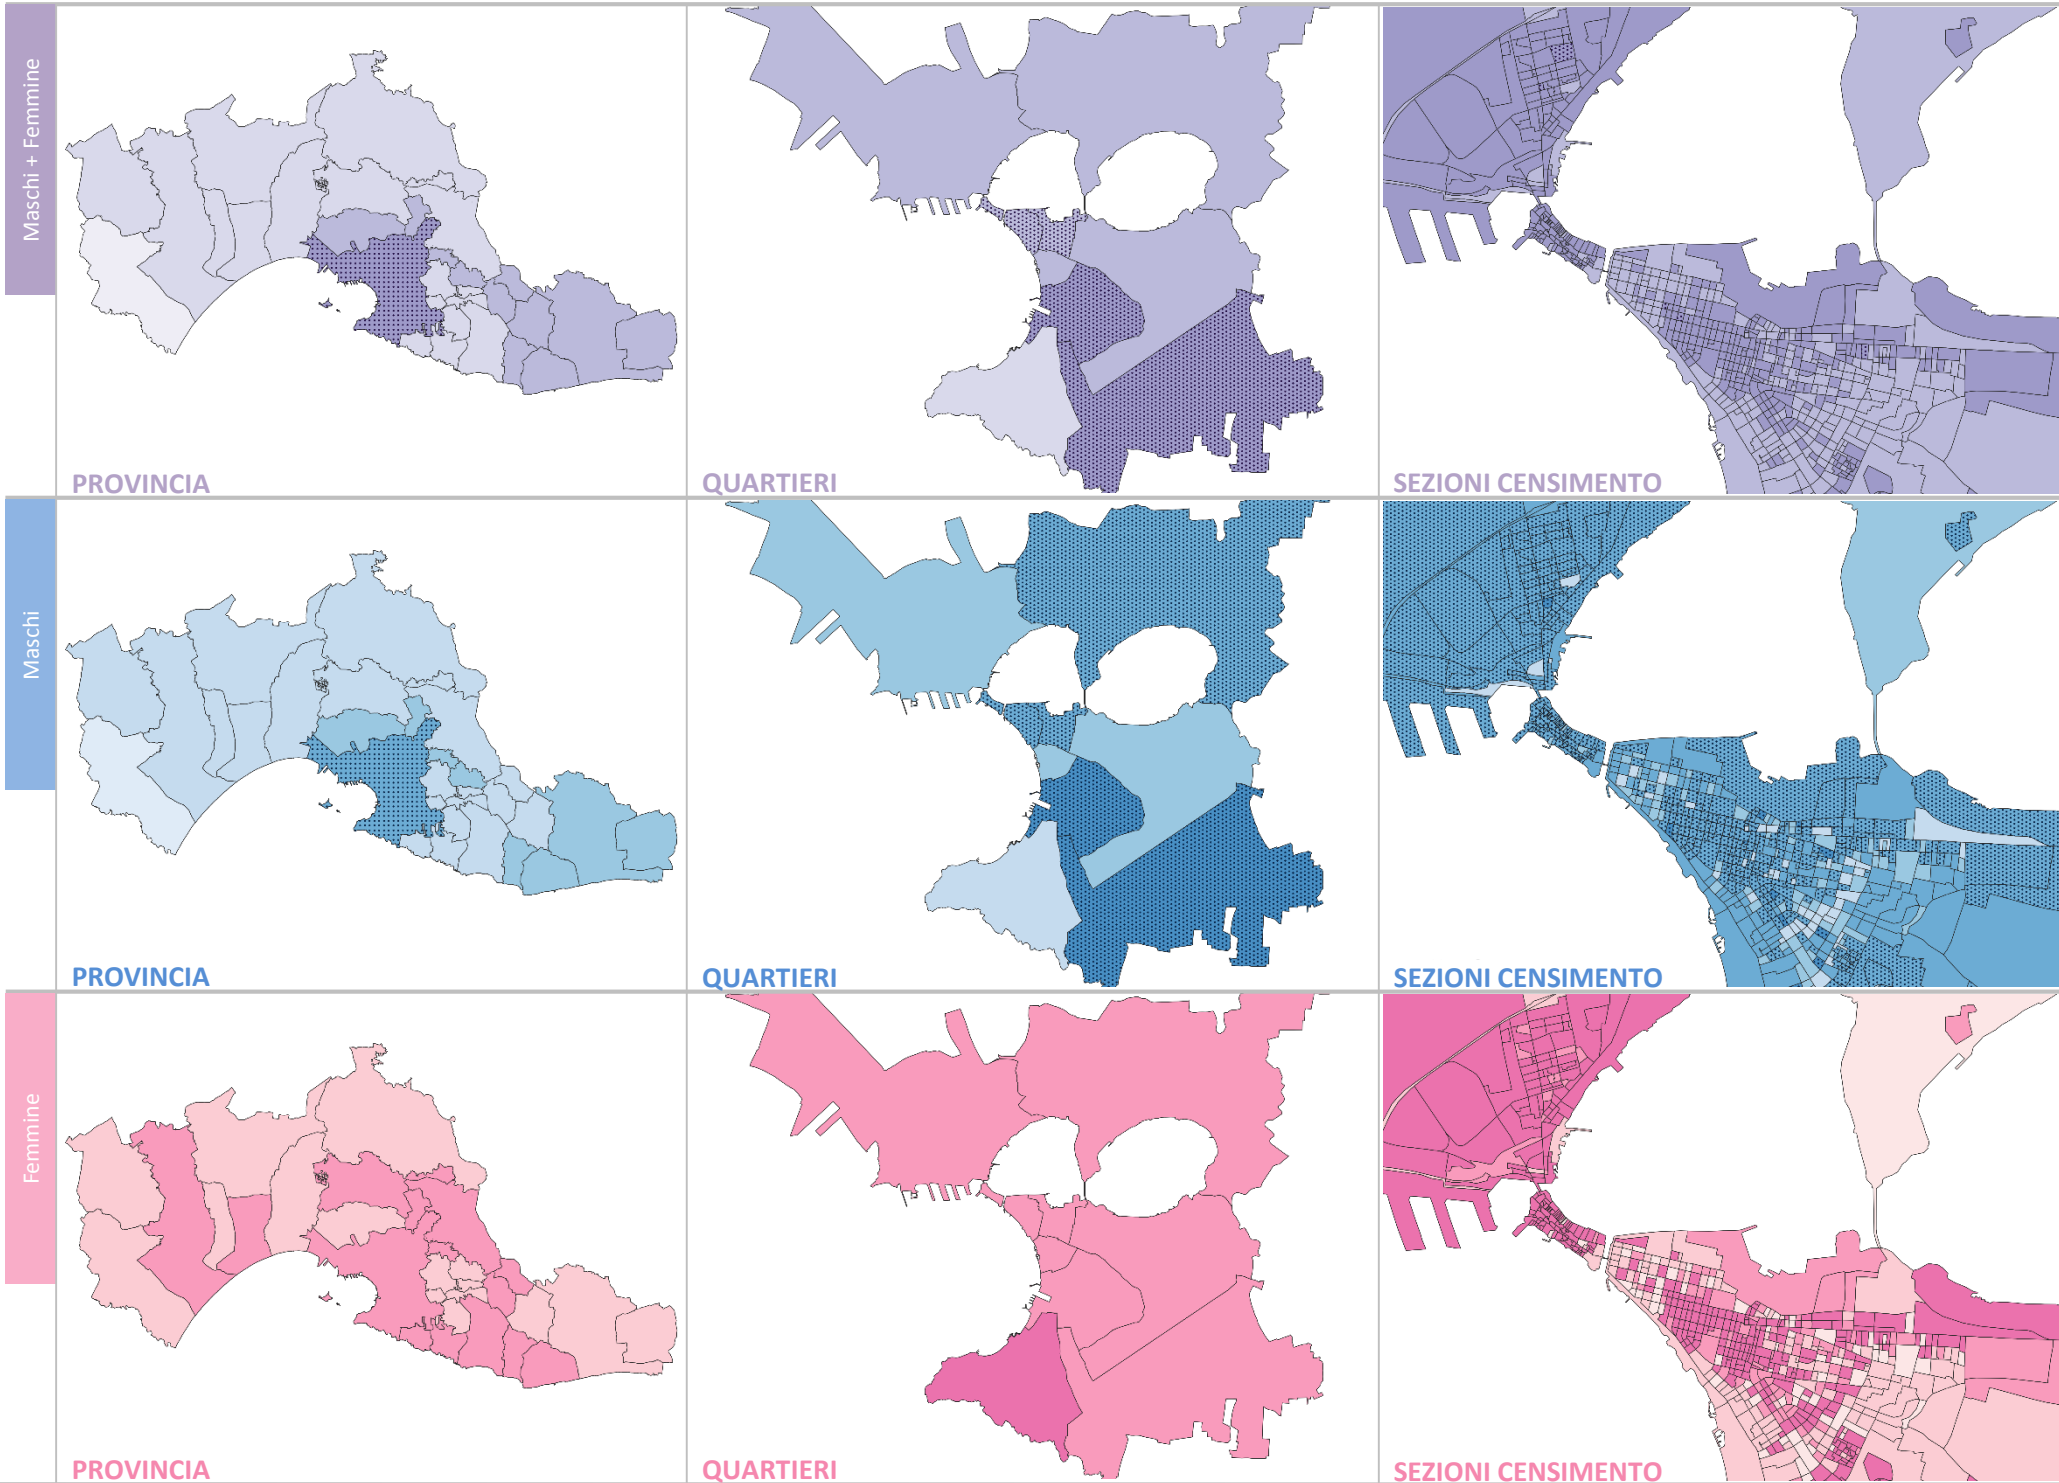 Maschi + Femmine
PROVINCIA
QUARTIERI
SEZIONI CENSIMENTO
Maschi
PROVINCIA
QUARTIERI
SEZIONI CENSIMENTO
Femmine
PROVINCIA
QUARTIERI
SEZIONI CENSIMENTO